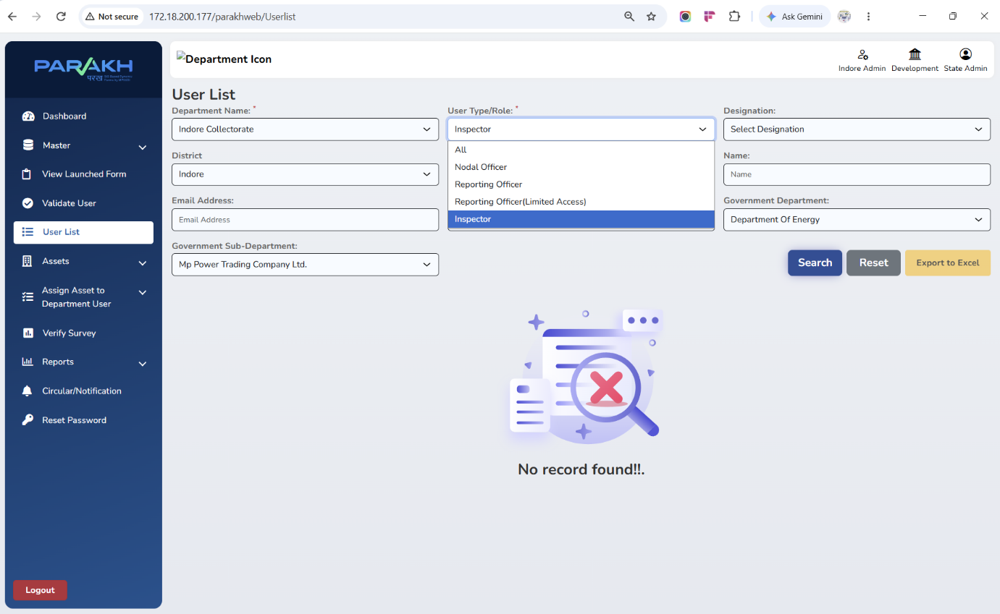 Not secure
172.18.200.177/parakhweb/Userlist
Ask Gemini
PARAKH
परख
Department Icon
Indore Admin
Development
State Admin
Dashboard
Master
View Launched Form
Validate User
User List
Assets
Assign Asset to
Department User
Verify Survey
Reports
Circular/Notification
Reset Password
Logout
User List
Department Name: *
User Type/Role: *
Designation:
Indore Collectorate
Inspector
Select Designation
All
Nodal Officer
Reporting Officer
Reporting Officer(Limited Access)
Inspector
District
Name:
Indore
Name
Email Address:
Government Department:
Email Address
Department Of Energy
Government Sub-Department:
Mp Power Trading Company Ltd.
Search
Reset
Export to Excel
No record found!!.